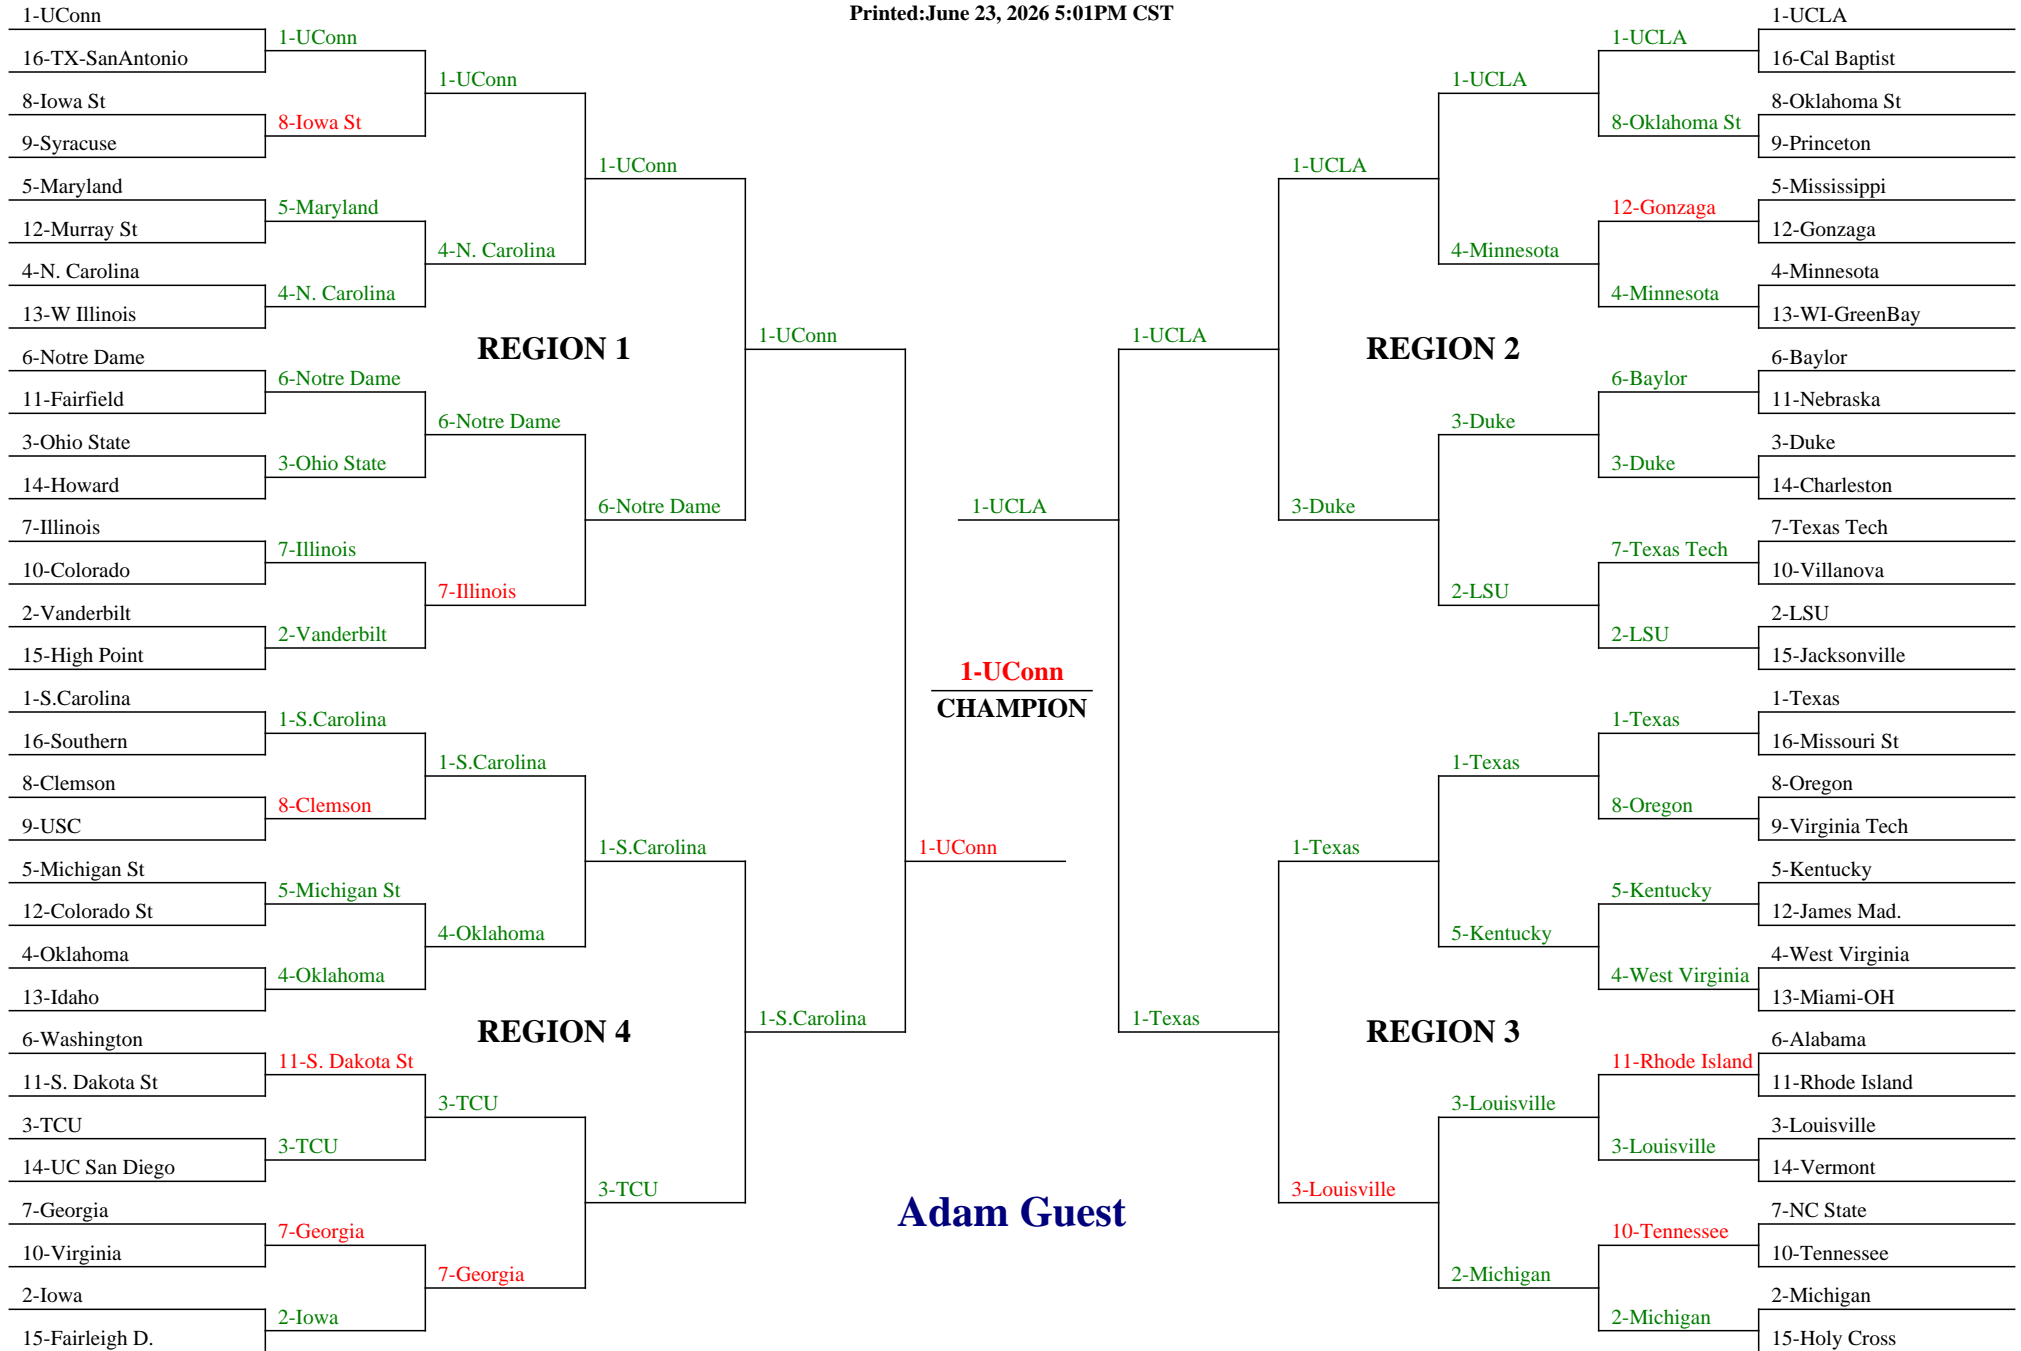 Printed:June 23, 2026 5:01PM CST
1-UConn
16-TX-SanAntonio
8-Iowa St
9-Syracuse
5-Maryland
12-Murray St
4-N. Carolina
13-W Illinois
6-Notre Dame
11-Fairfield
3-Ohio State
14-Howard
7-Illinois
10-Colorado
2-Vanderbilt
15-High Point
1-S.Carolina
16-Southern
8-Clemson
9-USC
5-Michigan St
12-Colorado St
4-Oklahoma
13-Idaho
6-Washington
11-S. Dakota St
3-TCU
14-UC San Diego
7-Georgia
10-Virginia
2-Iowa
15-Fairleigh D.
1-UConn
8-Iowa St
5-Maryland
4-N. Carolina
6-Notre Dame
3-Ohio State
7-Illinois
2-Vanderbilt
1-S.Carolina
8-Clemson
5-Michigan St
4-Oklahoma
11-S. Dakota St
3-TCU
7-Georgia
2-Iowa
1-UConn
4-N. Carolina
6-Notre Dame
7-Illinois
1-S.Carolina
4-Oklahoma
3-TCU
7-Georgia
REGION 1
REGION 4
1-UConn
6-Notre Dame
1-S.Carolina
3-TCU
1-UConn
1-S.Carolina
1-UConn
1-UCLA
1-UConn
CHAMPION
Adam Guest
1-UCLA
1-Texas
1-UCLA
3-Duke
1-Texas
3-Louisville
REGION 2
REGION 3
1-UCLA
4-Minnesota
3-Duke
2-LSU
1-Texas
5-Kentucky
3-Louisville
2-Michigan
1-UCLA
8-Oklahoma St
12-Gonzaga
4-Minnesota
6-Baylor
3-Duke
7-Texas Tech
2-LSU
1-Texas
8-Oregon
5-Kentucky
4-West Virginia
11-Rhode Island
3-Louisville
10-Tennessee
2-Michigan
1-UCLA
16-Cal Baptist
8-Oklahoma St
9-Princeton
5-Mississippi
12-Gonzaga
4-Minnesota
13-WI-GreenBay
6-Baylor
11-Nebraska
3-Duke
14-Charleston
7-Texas Tech
10-Villanova
2-LSU
15-Jacksonville
1-Texas
16-Missouri St
8-Oregon
9-Virginia Tech
5-Kentucky
12-James Mad.
4-West Virginia
13-Miami-OH
6-Alabama
11-Rhode Island
3-Louisville
14-Vermont
7-NC State
10-Tennessee
2-Michigan
15-Holy Cross